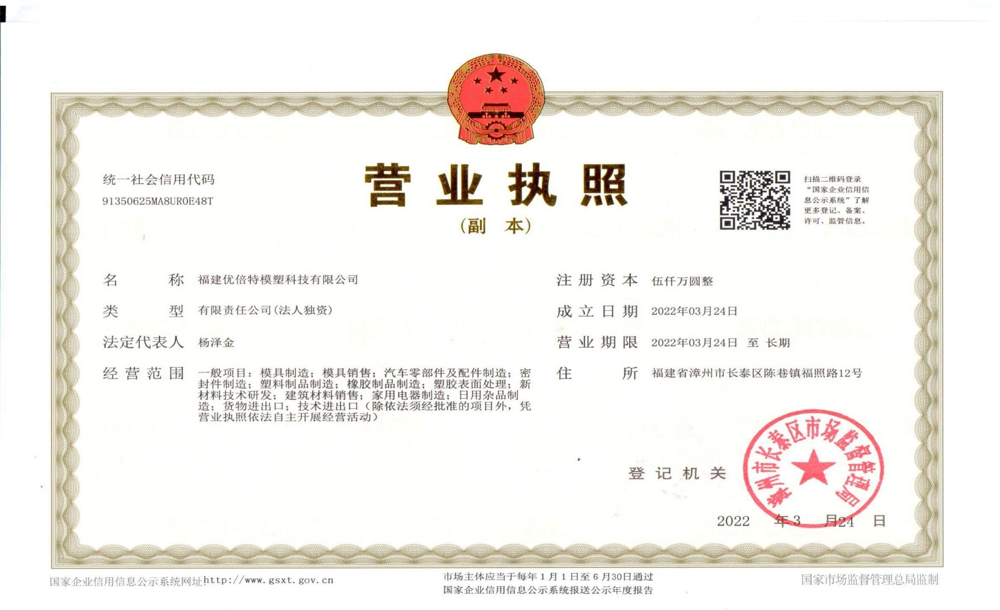 营业执照
(副 本)
统一社会信用代码
91350625MA8UR0E48T
扫描二维码登录
“国家企业信用信
息公示系统”了解
更多登记、备案、
许可、监管信息。
名 称 福建优倍特模塑科技有限公司
类 型 有限责任公司(法人独资)
法定代表人 杨泽金
经营范围 一般项目：模具制造；模具销售；汽车零部件及配件制造；密
封件制造；塑料制品制造；橡胶制品制造；塑胶表面处理；新
材料技术研发；建筑材料销售；家用电器制造；日用杂品制
造；货物进出口；技术进出口（除依法须经批准的项目外，凭
营业执照依法自主开展经营活动）
注册资本 伍仟万圆整
成立日期 2022年03月24日
营业期限 2022年03月24日 至 长期
住 所 福建省漳州市长泰区陈巷镇福照路12号
登记机关
漳州市长泰区市场监督管理局
2022 年 3 月 24 日
国家企业信用信息公示系统网址:http://www.gsxt.gov.cn
市场主体应当于每年 1 月 1 日至 6 月30日通过
国家企业信用信息公示系统报送公示年度报告
国家市场监督管理总局监制